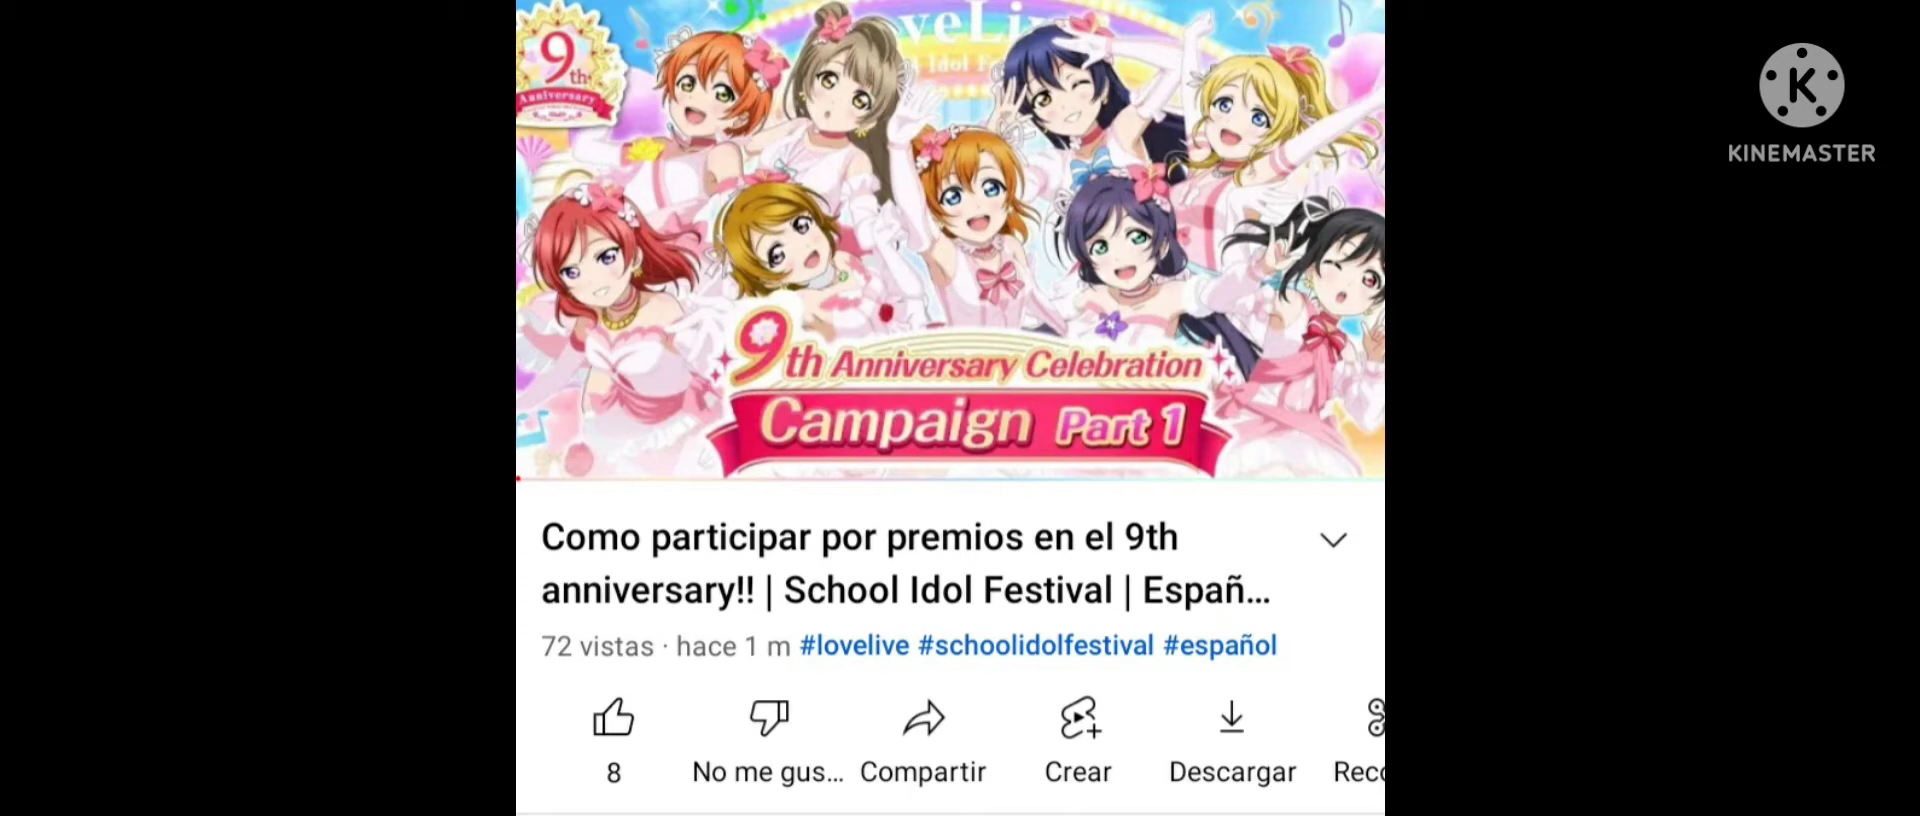 9th
Anniversary
KINEMASTER
9th Anniversary Celebration
Campaign Part 1
Como participar por premios en el 9th
anniversary!! | School Idol Festival | Españ...
72 vistas · hace 1 m #lovelive #schoolidolfestival #español
8
No me gus...
Compartir
Crear
Descargar